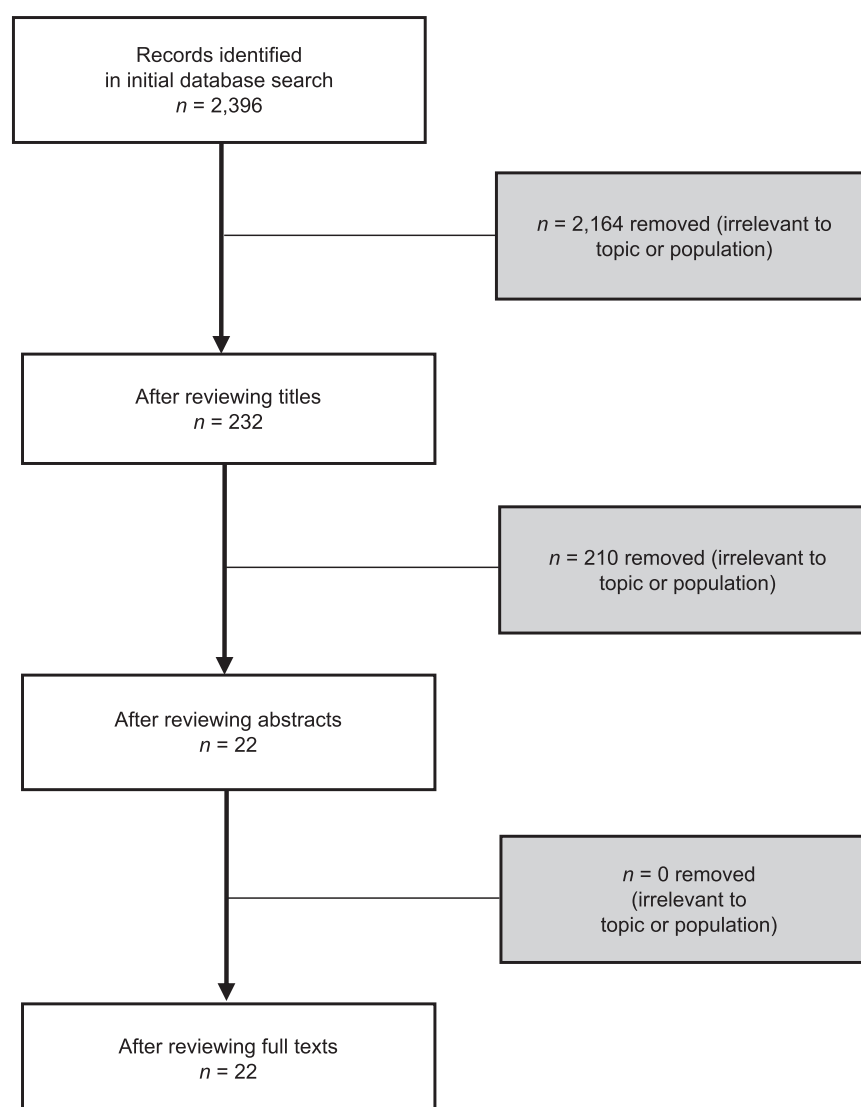 Records identified
in initial database search
n = 2,396
n = 2,164 removed (irrelevant to
topic or population)
After reviewing titles
n = 232
n = 210 removed (irrelevant to
topic or population)
After reviewing abstracts
n = 22
n = 0 removed
(irrelevant to
topic or population)
After reviewing full texts
n = 22